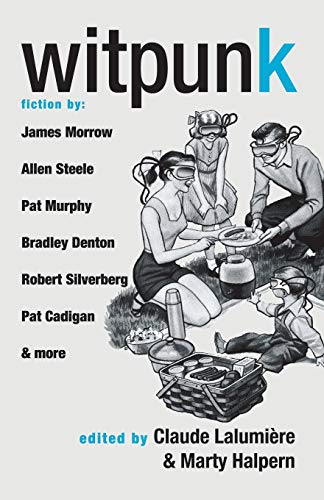 witpunk
fiction by:
James Morrow
Allen Steele
Pat Murphy
Bradley Denton
Robert Silverberg
Pat Cadigan
& more
edited by Claude Lalumière
& Marty Halpern